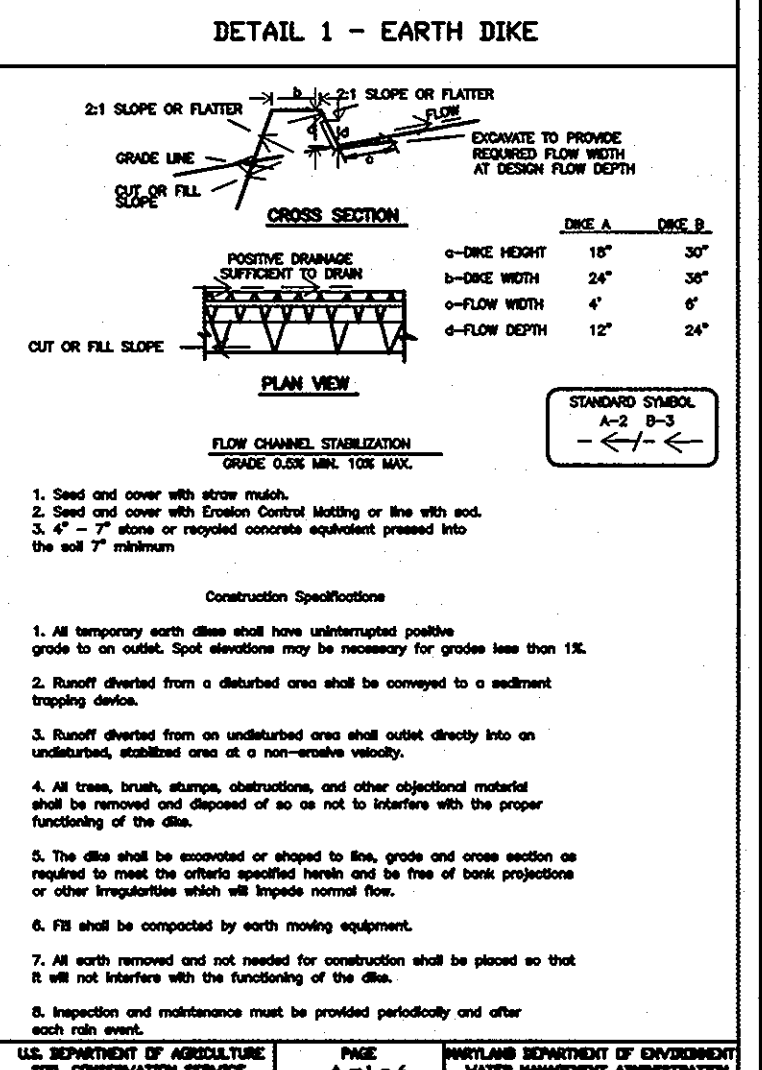 DETAIL 1 - EARTH DIKE
b
2:1 SLOPE OR FLATTER
2:1 SLOPE OR FLATTER
FLOW
d
EXCAVATE TO PROVIDE
REQUIRED FLOW WIDTH
AT DESIGN FLOW DEPTH
GRADE LINE
c
CUT OR FILL
SLOPE
CROSS SECTION
DIKE A DIKE B
a-DIKE HEIGHT 18" 30"
b-DIKE WIDTH 24" 36"
c-FLOW WIDTH 4' 6'
d-FLOW DEPTH 12" 24"
POSITIVE DRAINAGE
SUFFICIENT TO DRAIN
CUT OR FILL SLOPE
PLAN VIEW
STANDARD SYMBOL
A-2 B-3
FLOW CHANNEL STABILIZATION
GRADE 0.5% MIN. 10% MAX.
1. Seed and cover with straw mulch.
2. Seed and cover with Erosion Control Matting or line with sod.
3. 4" - 7" stone or recycled concrete equivalent pressed into
the soil 7" minimum
Construction Specifications
1. All temporary earth dikes shall have uninterrupted positive
grade to an outlet. Spot elevations may be necessary for grades less than 1%.
2. Runoff diverted from a disturbed area shall be conveyed to a sediment
trapping device.
3. Runoff diverted from an undisturbed area shall outlet directly into an
undisturbed, stabilized area at a non-erosive velocity.
4. All trees, brush, stumps, obstructions, and other objectional material
shall be removed and disposed of so as not to interfere with the proper
functioning of the dike.
5. The dike shall be excavated or shaped to line, grade and cross section as
required to meet the criteria specified herein and be free of bank projections
or other irregularities which will impede normal flow.
6. Fill shall be compacted by earth moving equipment.
7. All earth removed and not needed for construction shall be placed so that
it will not interfere with the functioning of the dike.
8. Inspection and maintenance must be provided periodically and after
each rain event.
U.S. DEPARTMENT OF AGRICULTURE
SOIL CONSERVATION SERVICE
PAGE
A-1-6
MARYLAND DEPARTMENT OF ENVIRONMENT
WATER MANAGEMENT ADMINISTRATION